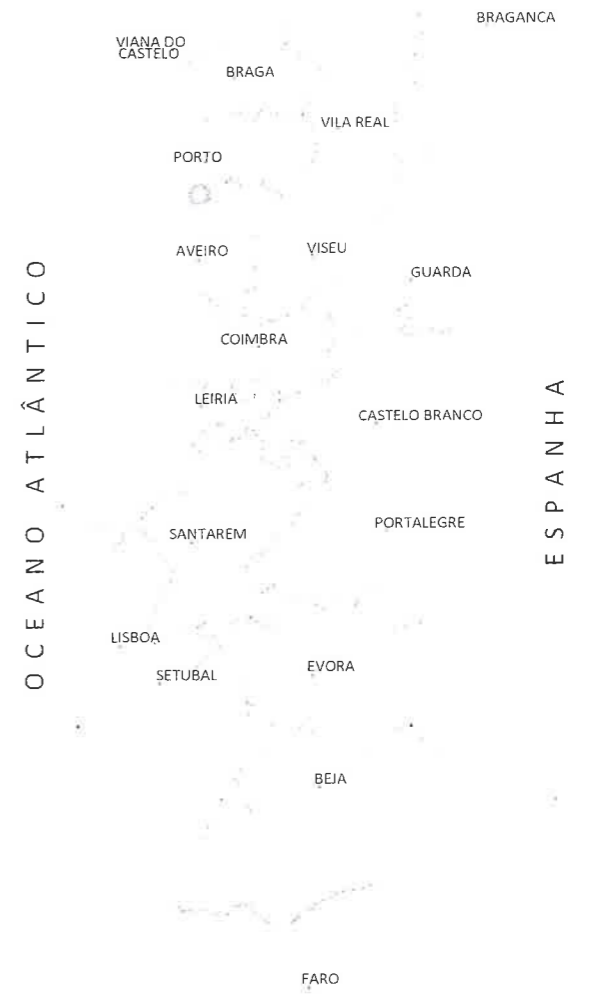 BRAGANCA
VIANA DO
CASTELO
BRAGA
VILA REAL
PORTO
AVEIRO
VISEU
GUARDA
COIMBRA
LEIRIA
CASTELO BRANCO
SANTAREM
PORTALEGRE
LISBOA
SETUBAL
EVORA
BEJA
FARO
OCEANO ATLÂNTICO
ESPANHA